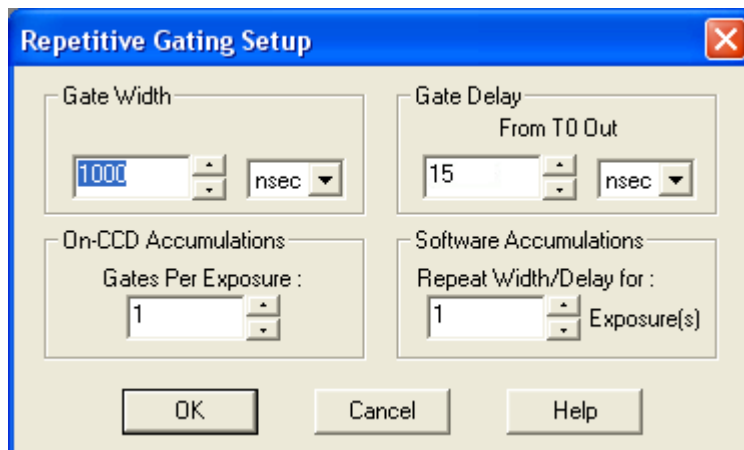 Repetitive Gating Setup
Gate Width
1000
nsec
Gate Delay
From T0 Out
15
nsec
On-CCD Accumulations
Gates Per Exposure :
1
Software Accumulations
Repeat Width/Delay for :
1
Exposure(s)
OK
Cancel
Help